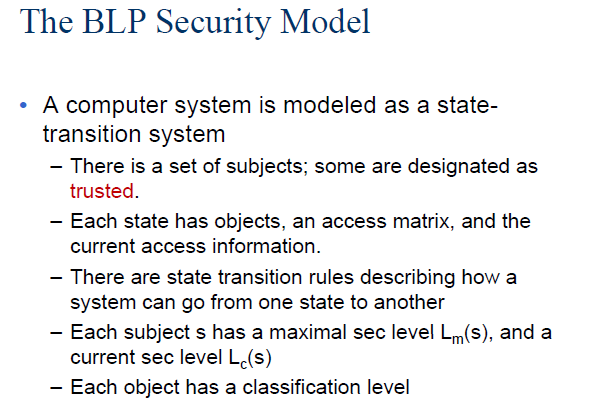 The BLP Security Model
• A computer system is modeled as a state-
transition system
– There is a set of subjects; some are designated as
trusted.
– Each state has objects, an access matrix, and the
current access information.
– There are state transition rules describing how a
system can go from one state to another
– Each subject s has a maximal sec level Lm(s), and a
current sec level Lc(s)
– Each object has a classification level